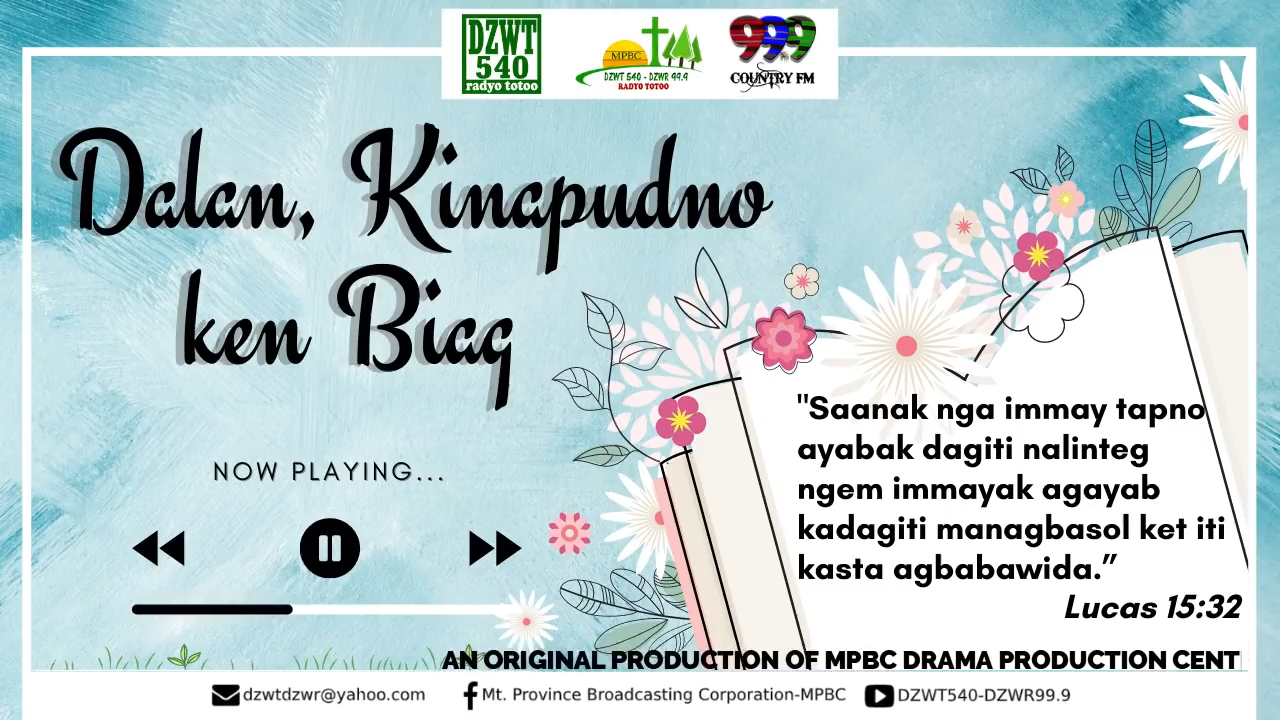 DZWT
540
radyo totoo
MPBC
DZWT 540 - DZWR 99.9
RADYO TOTOO
99.9
COUNTRY FM
Dalan, Kinapudno
ken Biag
NOW PLAYING...
"Saanak nga immay tapno
ayabak dagiti nalinteg
ngem immayak agayab
kadagiti managbasol ket iti
kasta agbabawida.”
Lucas 15:32
AN ORIGINAL PRODUCTION OF MPBC DRAMA PRODUCTION CENT
dzwtdzwr@yahoo.com
Mt. Province Broadcasting Corporation-MPBC
DZWT540-DZWR99.9